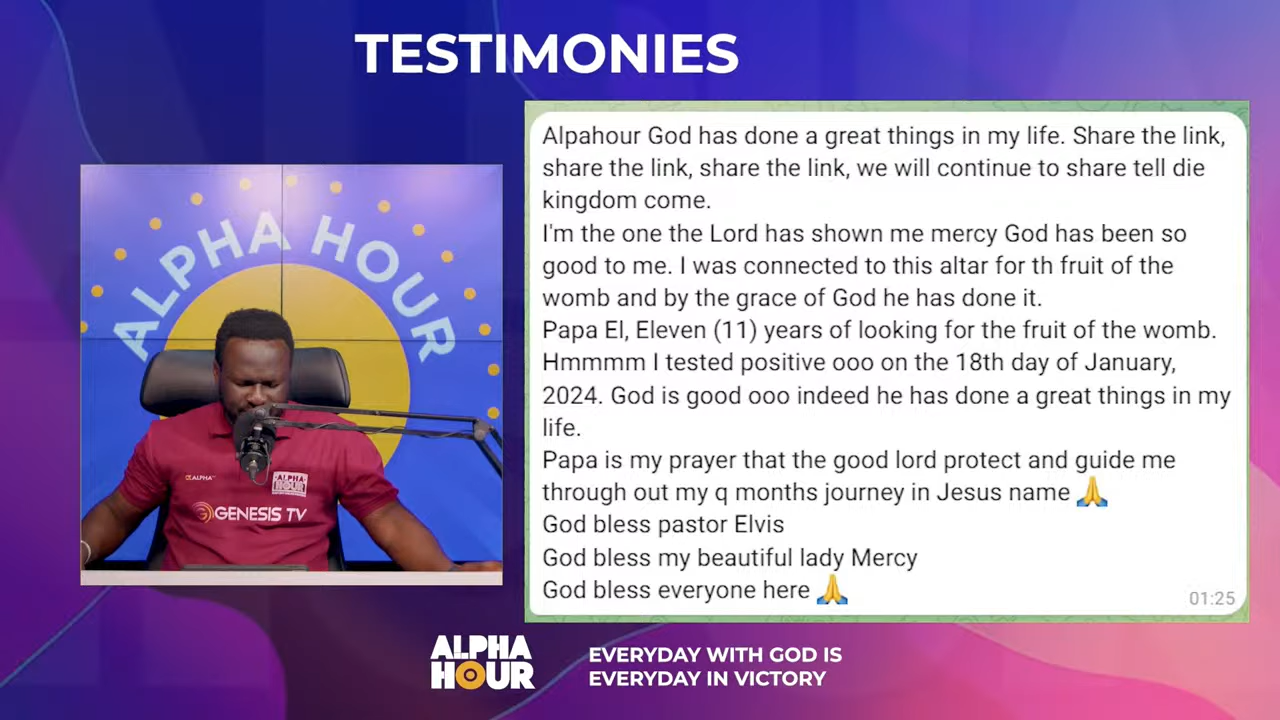 TESTIMONIES
ALPHA HOUR
ALPHA
ALPHA
HOUR
GENESIS TV
Alpahour God has done a great things in my life. Share the link,
share the link, share the link, we will continue to share tell die
kingdom come.
I'm the one the Lord has shown me mercy God has been so
good to me. I was connected to this altar for th fruit of the
womb and by the grace of God he has done it.
Papa El, Eleven (11) years of looking for the fruit of the womb.
Hmmmm I tested positive ooo on the 18th day of January,
2024. God is good ooo indeed he has done a great things in my
life.
Papa is my prayer that the good lord protect and guide me
through out my q months journey in Jesus name 🙏
God bless pastor Elvis
God bless my beautiful lady Mercy
God bless everyone here 🙏
01:25
ALPHA
HOUR
EVERYDAY WITH GOD IS
EVERYDAY IN VICTORY